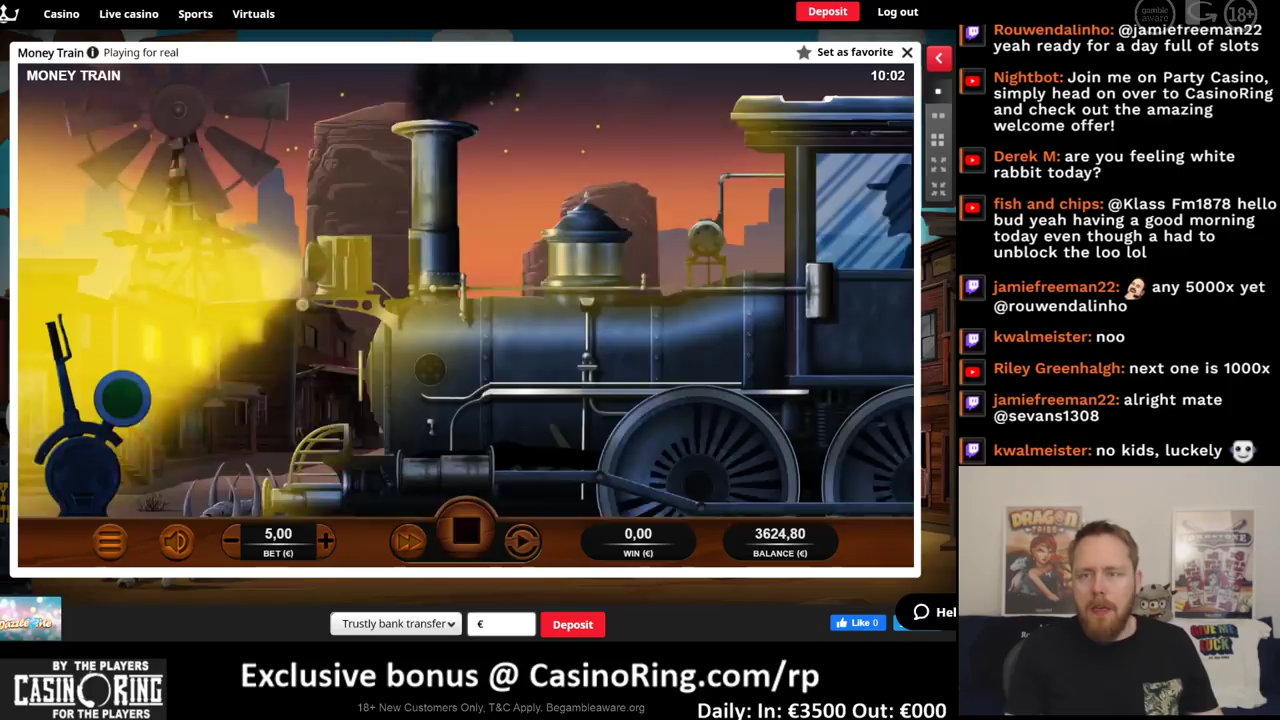 Casino
Live casino
Sports
Virtuals
Deposit
Log out
gamble aware
18+
Money Train
Playing for real
Set as favorite
MONEY TRAIN
10:02
5,00
BET (€)
0,00
WIN (€)
3624,80
BALANCE (€)
Trustly bank transfer
€
Deposit
Like 0
Hel
BY THE PLAYERS
CASINO RING
FOR THE PLAYERS
Exclusive bonus @ CasinoRing.com/rp
18+ New Customers Only, T&C Apply. Begambleaware.org
Daily: In: €3500 Out: €000
Rouwendalinho: @jamiefreeman22
yeah ready for a day full of slots
Nightbot: Join me on Party Casino,
simply head on over to CasinoRing
and check out the amazing
welcome offer!
Derek M: are you feeling white
rabbit today?
fish and chips: @Klass Fm1878 hello
bud yeah having a good morning
today even though a had to
unblock the loo lol
jamiefreeman22: any 5000x yet
@rouwendalinho
kwalmeister: noo
Riley Greenhalgh: next one is 1000x
jamiefreeman22: alright mate
@sevans1308
kwalmeister: no kids, luckely
DRAGON
GIVE ME
LUCK